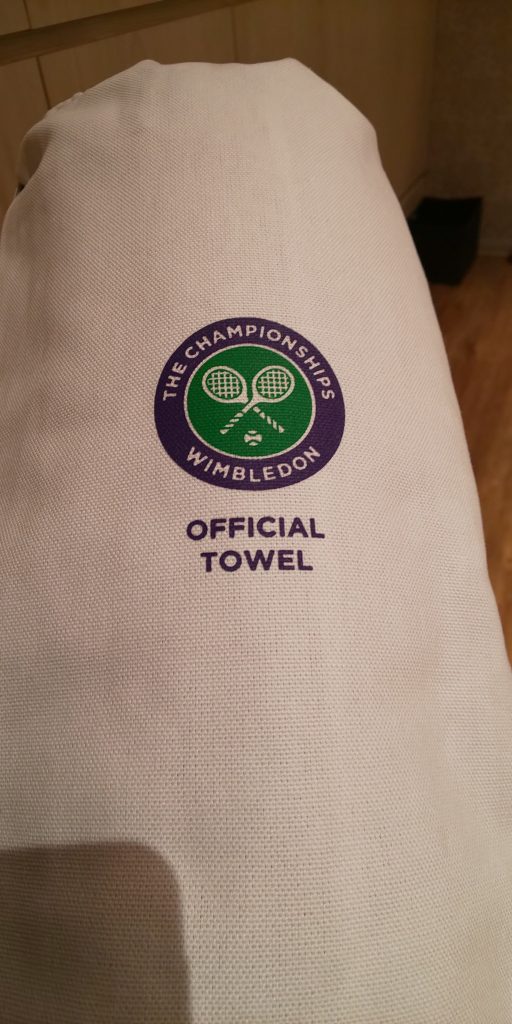 THE CHAMPIONSHIPS
WIMBLEDON
OFFICIAL
TOWEL